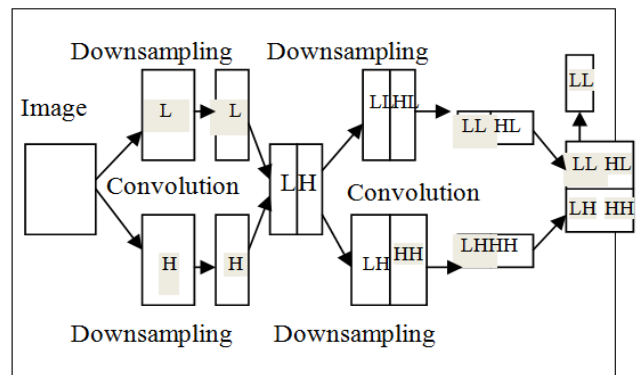 Downsampling Downsampling
LL
Image
L L LL HL
LL HL
LL HL
Convolution L H Convolution
LH HH
LHHH
H H LH HH
Downsampling Downsampling